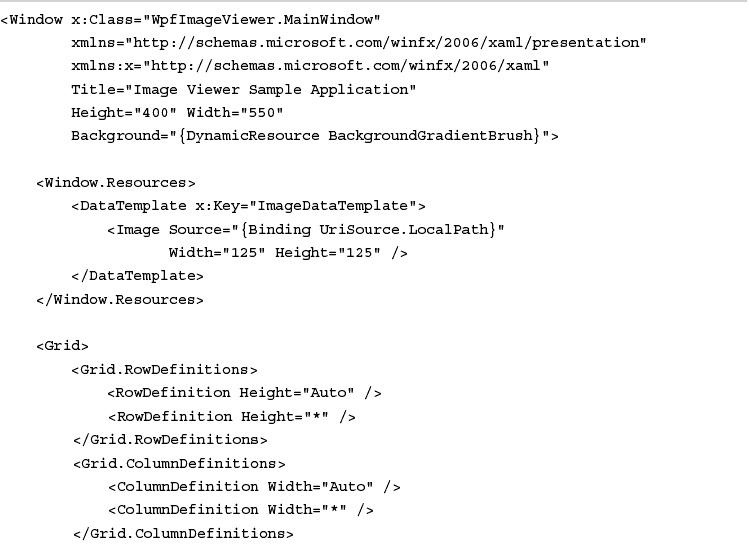 <Window x:Class="WpfImageViewer.MainWindow"
        xmlns="http://schemas.microsoft.com/winfx/2006/xaml/presentation"
        xmlns:x="http://schemas.microsoft.com/winfx/2006/xaml"
        Title="Image Viewer Sample Application"
        Height="400" Width="550"
        Background="{DynamicResource BackgroundGradientBrush}">

    <Window.Resources>
        <DataTemplate x:Key="ImageDataTemplate">
            <Image Source="{Binding UriSource.LocalPath}"
                   Width="125" Height="125" />
        </DataTemplate>
    </Window.Resources>

    <Grid>
        <Grid.RowDefinitions>
            <RowDefinition Height="Auto" />
            <RowDefinition Height="*" />
        </Grid.RowDefinitions>
        <Grid.ColumnDefinitions>
            <ColumnDefinition Width="Auto" />
            <ColumnDefinition Width="*" />
        </Grid.ColumnDefinitions>